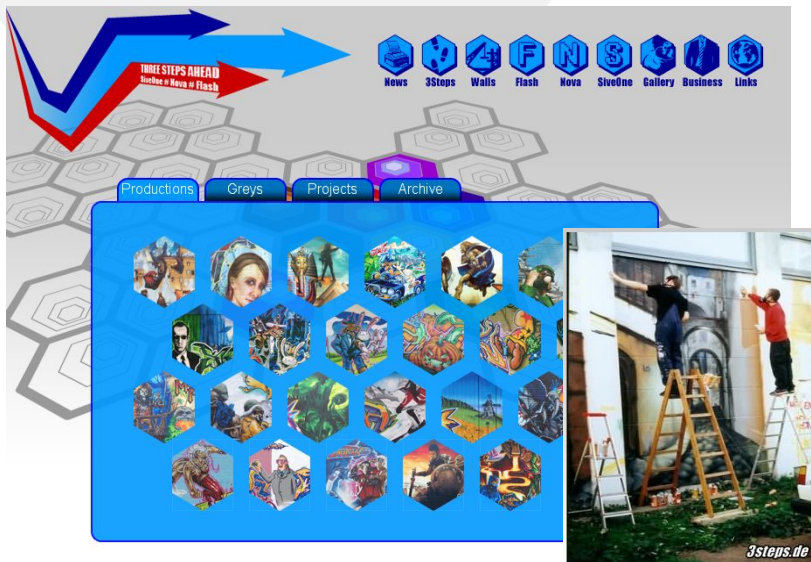 THREE STEPS AHEAD
SiveOne # Nova # Flash
News 3Steps Walls Flash Nova SiveOne Gallery Business Links
Productions Greys Projects Archive
3steps.de